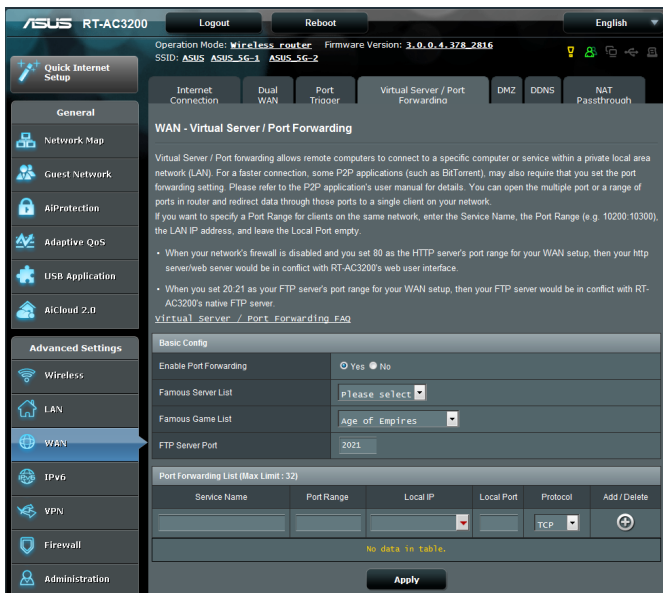 ASUS RT-AC3200 Logout Reboot English
Operation Mode: Wireless router Firmware Version: 3.0.0.4.378_2816
SSID: ASUS ASUS_5G-1 ASUS_5G-2
Quick Internet
Setup
General
Network Map
Guest Network
AiProtection
Adaptive QoS
USB Application
AiCloud 2.0
Advanced Settings
Wireless
LAN
WAN
IPv6
VPN
Firewall
Administration
Internet
Connection
Dual
WAN
Port
Trigger
Virtual Server / Port
Forwarding
DMZ
DDNS
NAT
Passthrough
WAN - Virtual Server / Port Forwarding
Virtual Server / Port forwarding allows remote computers to connect to a specific computer or service within a private local area
network (LAN). For a faster connection, some P2P applications (such as BitTorrent), may also require that you set the port
forwarding setting. Please refer to the P2P application's user manual for details. You can open the multiple port or a range of
ports in router and redirect data through those ports to a single client on your network.
If you want to specify a Port Range for clients on the same network, enter the Service Name, the Port Range (e.g. 10200:10300),
the LAN IP address, and leave the Local Port empty.
• When your network's firewall is disabled and you set 80 as the HTTP server's port range for your WAN setup, then your http
server/web server would be in conflict with RT-AC3200's web user interface.
• When you set 20:21 as your FTP server's port range for your WAN setup, then your FTP server would be in conflict with RT-
AC3200's native FTP server.
Virtual Server / Port Forwarding FAQ
Basic Config
Enable Port Forwarding Yes No
Famous Server List Please select
Famous Game List Age of Empires
FTP Server Port 2021
Port Forwarding List (Max Limit : 32)
Service Name Port Range Local IP Local Port Protocol Add / Delete
TCP
No data in table.
Apply